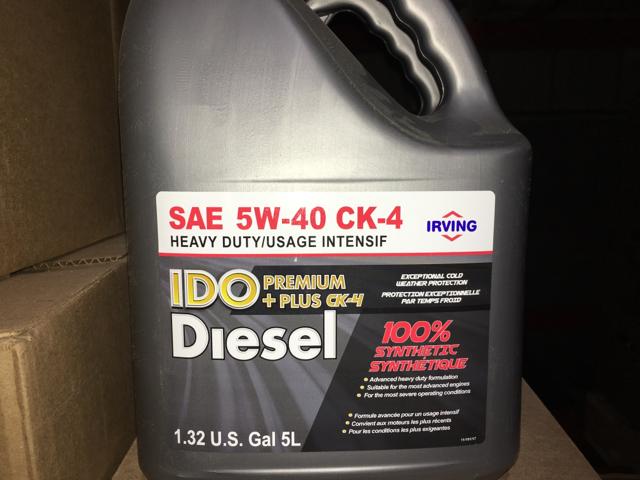 SAE 5W-40 CK-4
HEAVY DUTY/USAGE INTENSIF
IRVING
IDO PREMIUM
+PLUS CK-4
Diesel
EXCEPTIONAL COLD
WEATHER PROTECTION
PROTECTION EXCEPTIONNELLE
PAR TEMPS FROID
100%
SYNTHETIC
SYNTHÉTIQUE
Advanced heavy duty formulation
Suitable for the most advanced engines
For the most severe operating conditions
Formule avancée pour un usage intensif
Convient aux moteurs les plus récents
Pour les conditions les plus exigeantes
1.32 U.S. Gal 5L